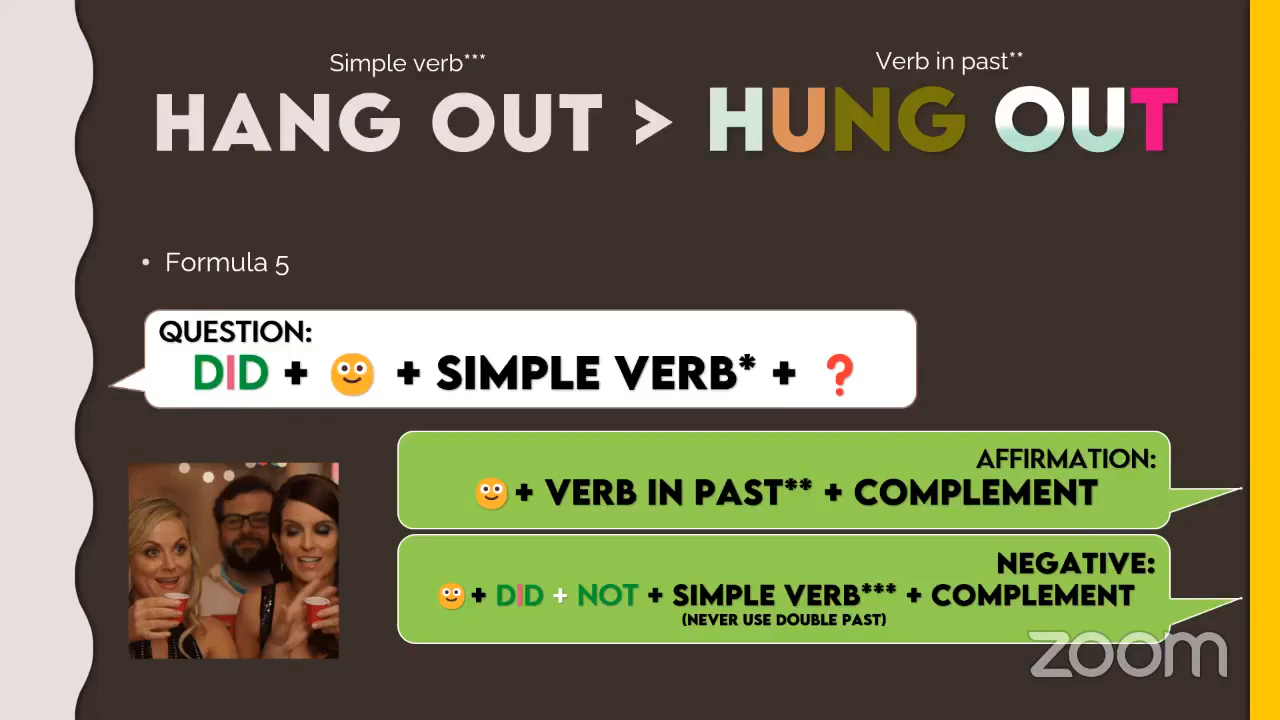 Simple verb***
Verb in past**
HANG OUT > HUNG OUT
• Formula 5
QUESTION:
DID + 🙂 + SIMPLE VERB* + ❓
AFFIRMATION:
🙂 + VERB IN PAST** + COMPLEMENT
NEGATIVE:
🙂 + DID + NOT + SIMPLE VERB*** + COMPLEMENT
(NEVER USE DOUBLE PAST)
zoom